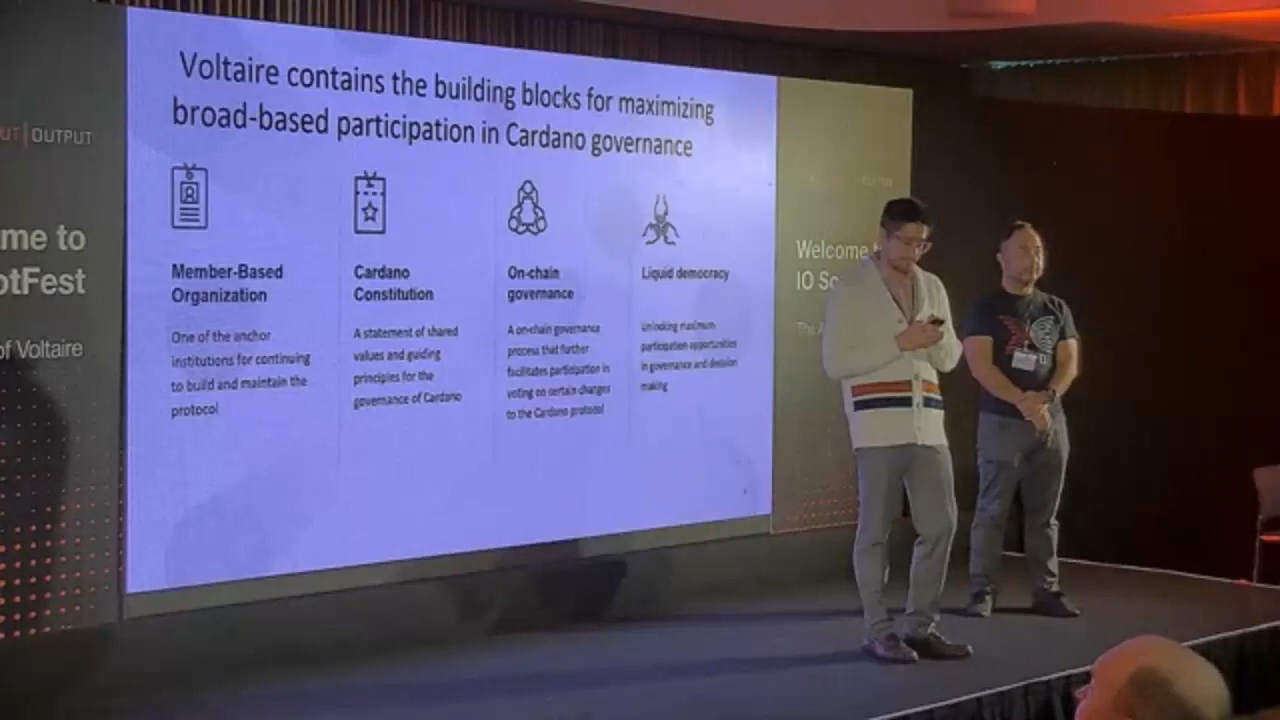 UT|OUTPUT
me to
otFest
of Voltaire
Voltaire contains the building blocks for maximizing
broad-based participation in Cardano governance
Member-Based
Organization
One of the anchor
institutions for continuing
to build and maintain the
protocol
Cardano
Constitution
A statement of shared
values and guiding
principles for the
governance of Cardano
On-chain
governance
A on-chain governance
process that further
facilitates participation in
voting on certain changes
to the Cardano protocol
Liquid democracy
Unlocking maximum
participation opportunities
in governance and decision
making
Welcome t
IO Sc
The A